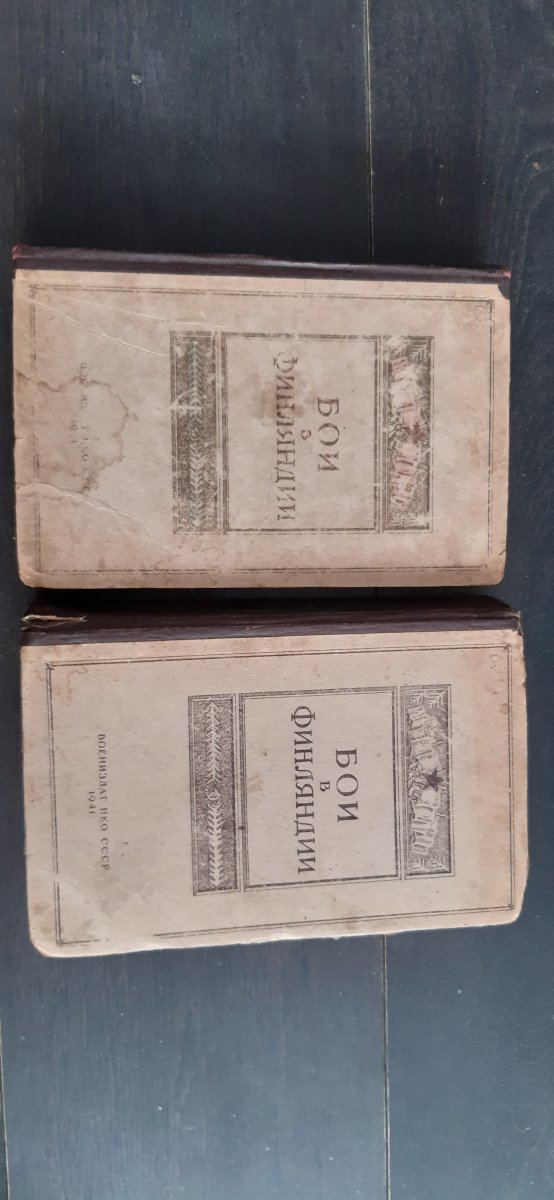 БОИ
В
ФИНЛЯНДИИ
БОИ
В
ФИНЛЯНДИИ
ВОЕНИЗДАТ НКО СССР
1941